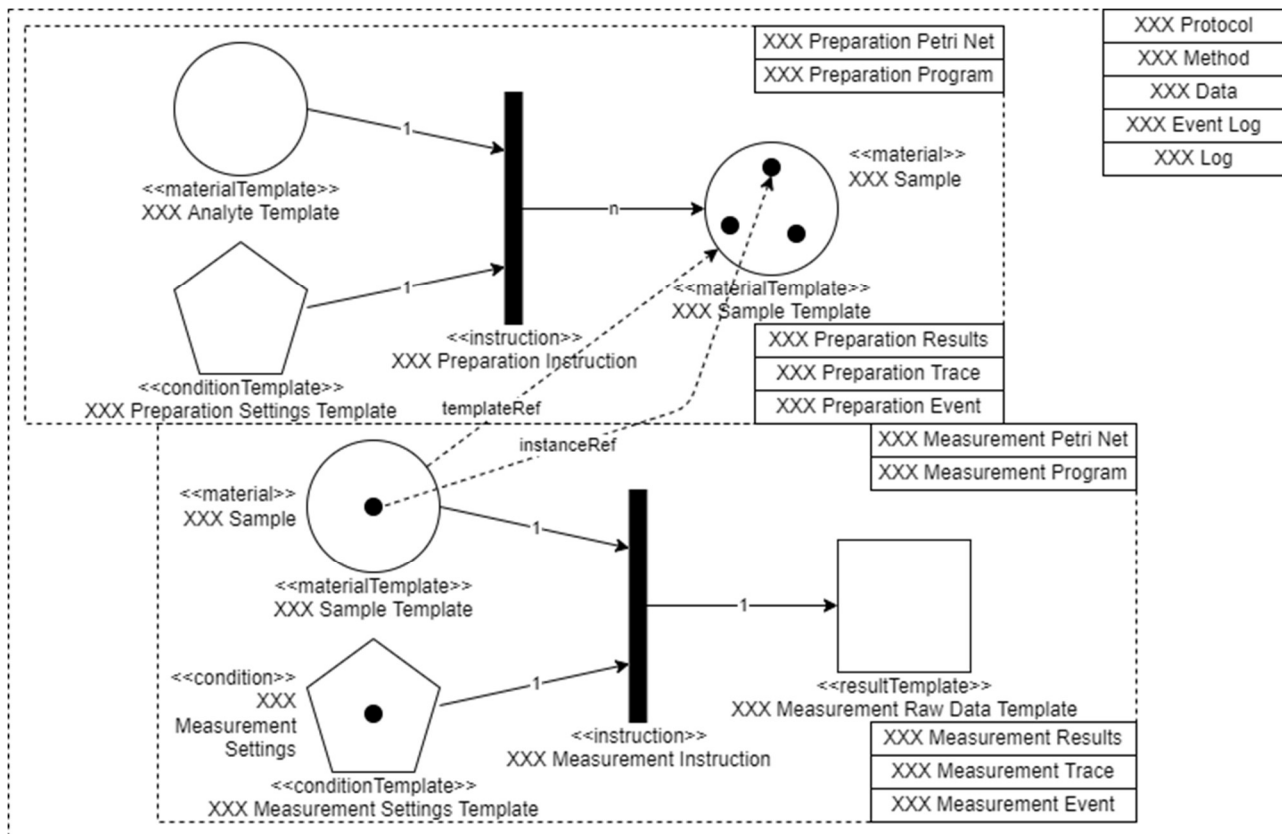 XXX Protocol
XXX Method
XXX Data
XXX Event Log
XXX Log
XXX Preparation Petri Net
XXX Preparation Program
1
<<materialTemplate>>
XXX Analyte Template
n
<<material>>
XXX Sample
1
<<materialTemplate>>
XXX Sample Template
<<instruction>>
XXX Preparation Instruction
<<conditionTemplate>>
XXX Preparation Settings Template
XXX Preparation Results
XXX Preparation Trace
XXX Preparation Event
templateRef
instanceRef
XXX Measurement Petri Net
XXX Measurement Program
<<material>>
XXX Sample
1
<<materialTemplate>>
XXX Sample Template
1
<<condition>>
XXX
Measurement
Settings
1
<<conditionTemplate>>
XXX Measurement Settings Template
<<instruction>>
XXX Measurement Instruction
<<resultTemplate>>
XXX Measurement Raw Data Template
XXX Measurement Results
XXX Measurement Trace
XXX Measurement Event